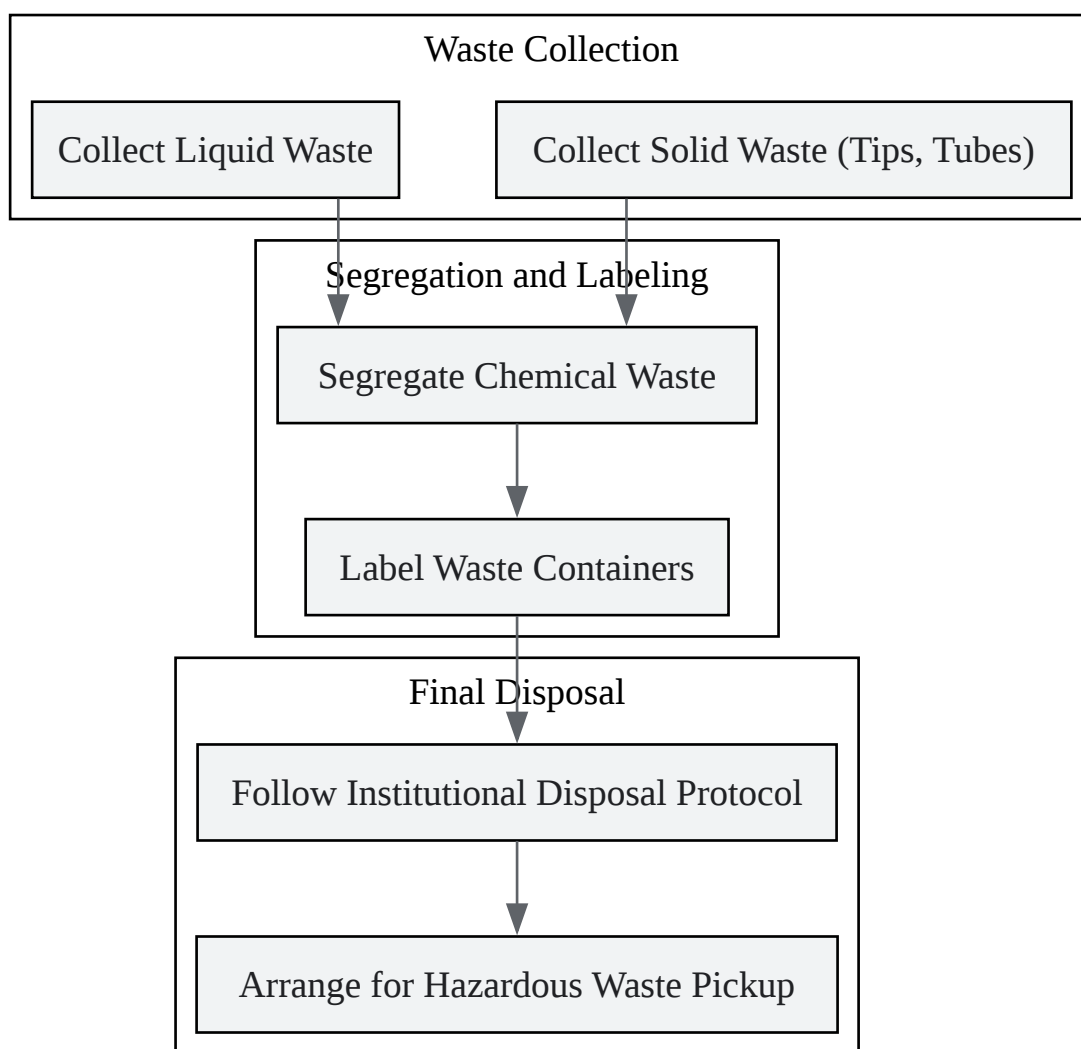 Waste Collection
Collect Liquid Waste
Collect Solid Waste (Tips, Tubes)
Segregation and Labeling
Segregate Chemical Waste
Label Waste Containers
Final Disposal
Follow Institutional Disposal Protocol
Arrange for Hazardous Waste Pickup